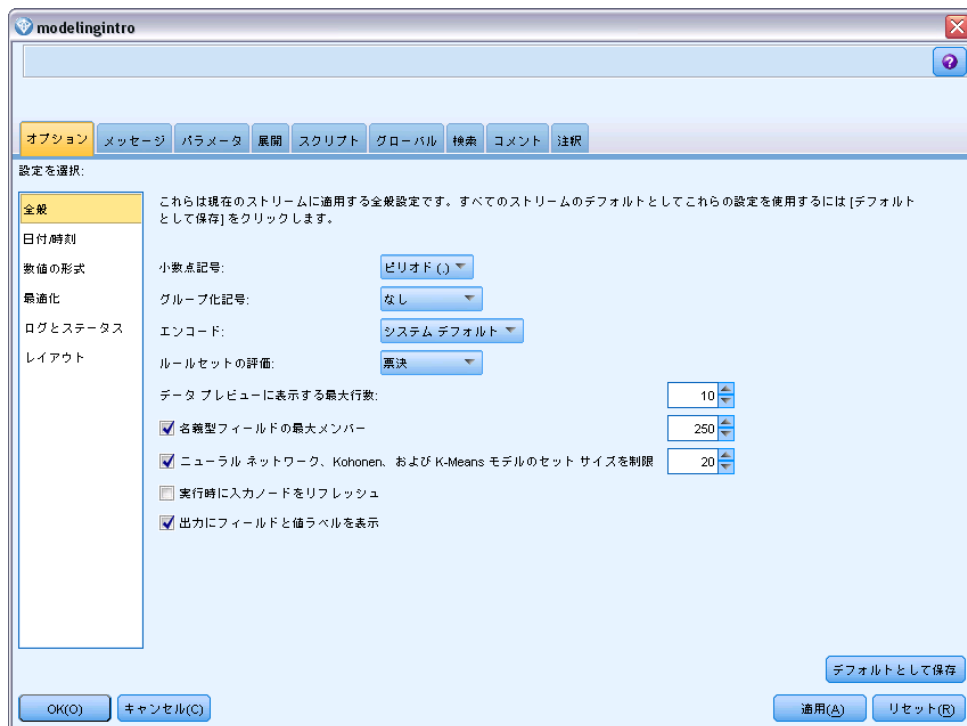 modelingintro
オプション メッセージ パラメータ 展開 スクリプト グローバル 検索 コメント 注釈
設定を選択:
全般
日付/時刻
数値の形式
最適化
ログとステータス
レイアウト
これらは現在のストリームに適用する全般設定です。すべてのストリームのデフォルトとしてこれらの設定を使用するには [デフォルト
として保存] をクリックします。
小数点記号: ピリオド (.)
グループ化記号: なし
エンコード: システム デフォルト
ルールセットの評価: 票決
データ プレビューに表示する最大行数: 10
名義型フィールドの最大メンバー 250
ニューラル ネットワーク、Kohonen、および K-Means モデルのセット サイズを制限 20
実行時に入力ノードをリフレッシュ
出力にフィールドと値ラベルを表示
デフォルトとして保存
OK(O) キャンセル(C) 適用(A) リセット(R)